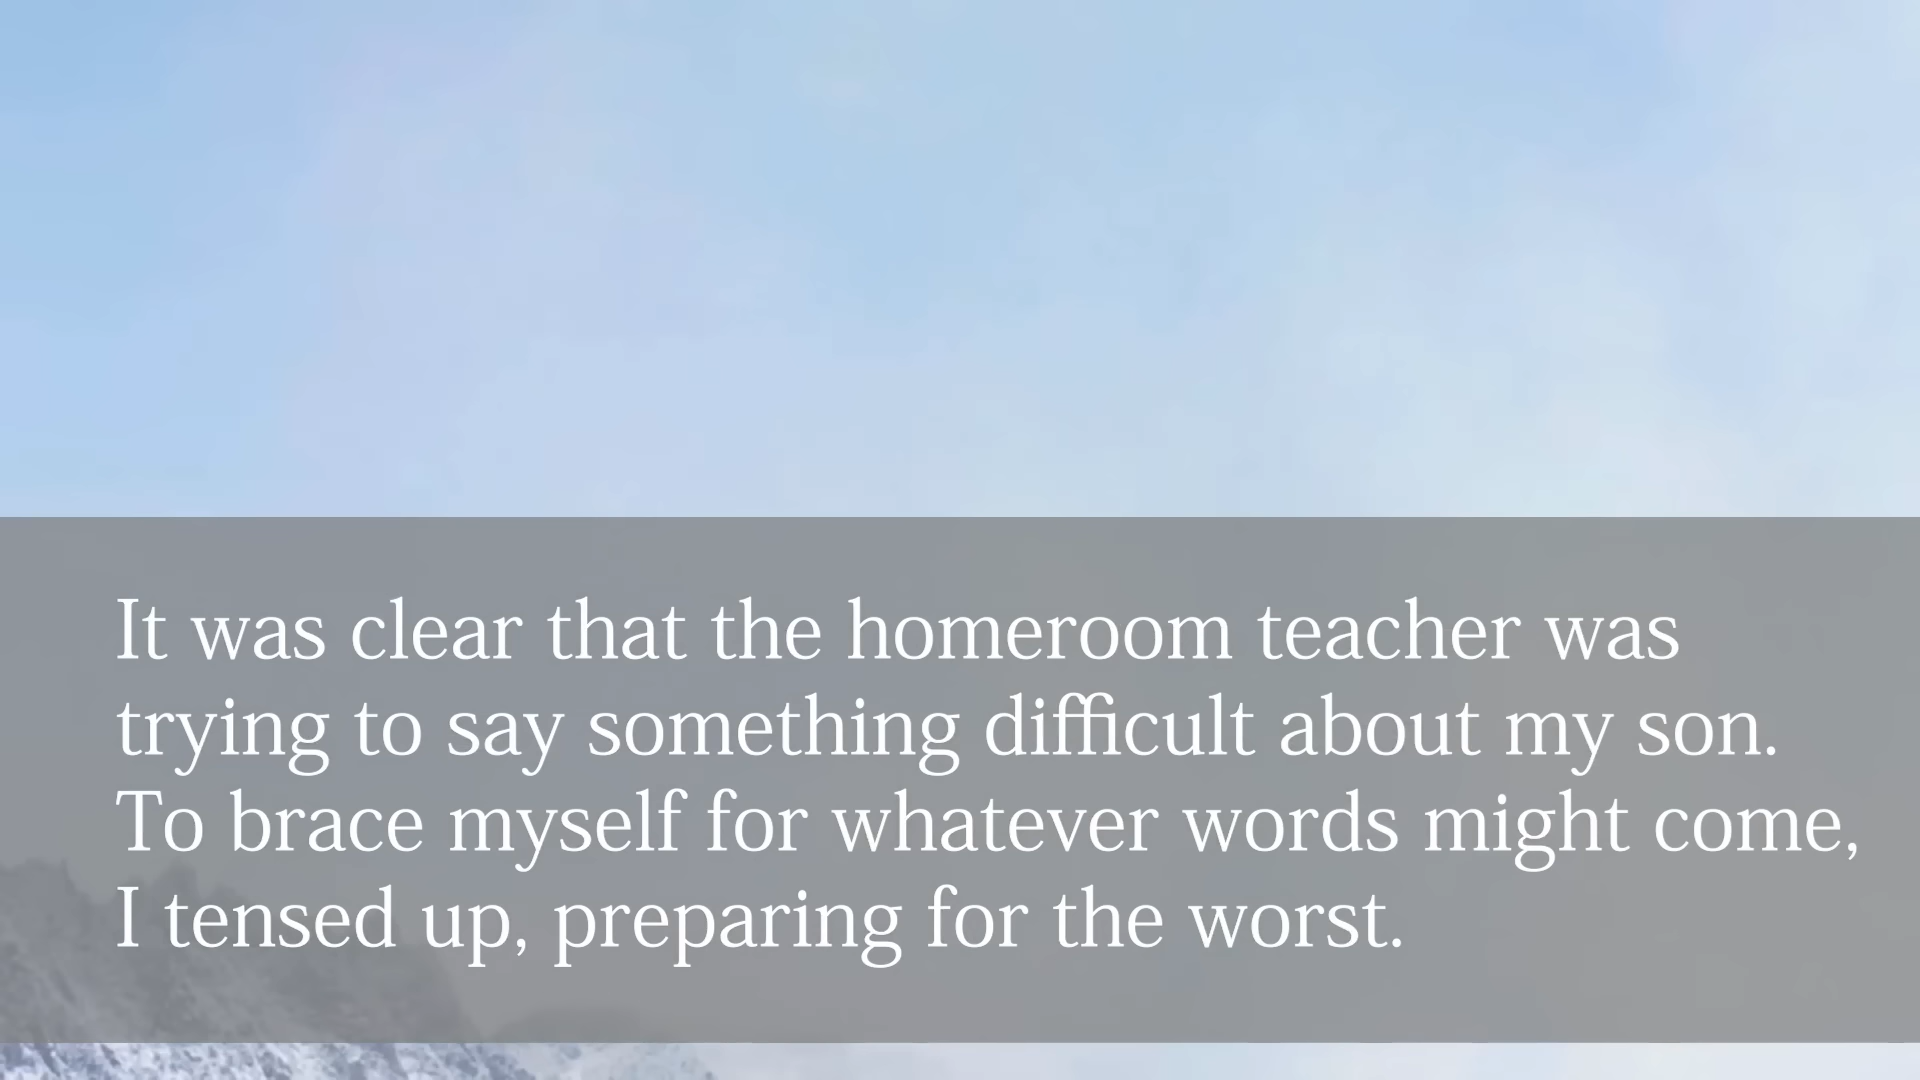 It was clear that the homeroom teacher was
trying to say something difficult about my son.
To brace myself for whatever words might come,
I tensed up, preparing for the worst.